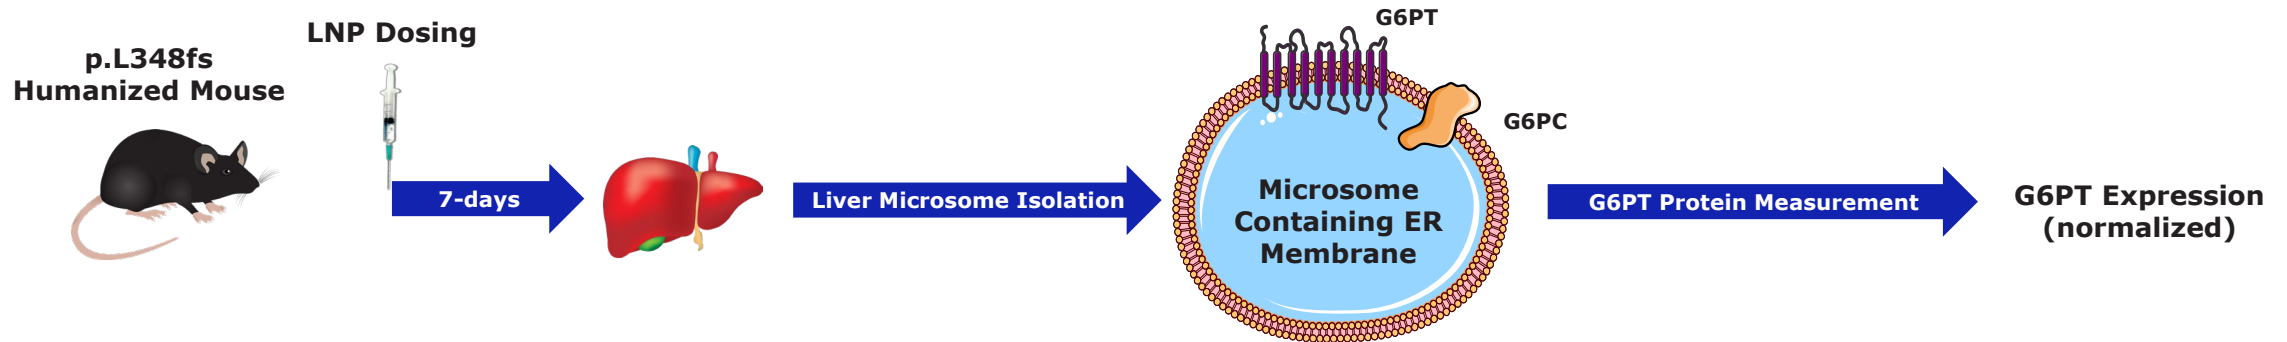 p.L348fs
Humanized Mouse
LNP Dosing
7-days
Liver Microsome Isolation
G6PT
G6PC
Microsome
Containing ER
Membrane
G6PT Protein Measurement
G6PT Expression
(normalized)